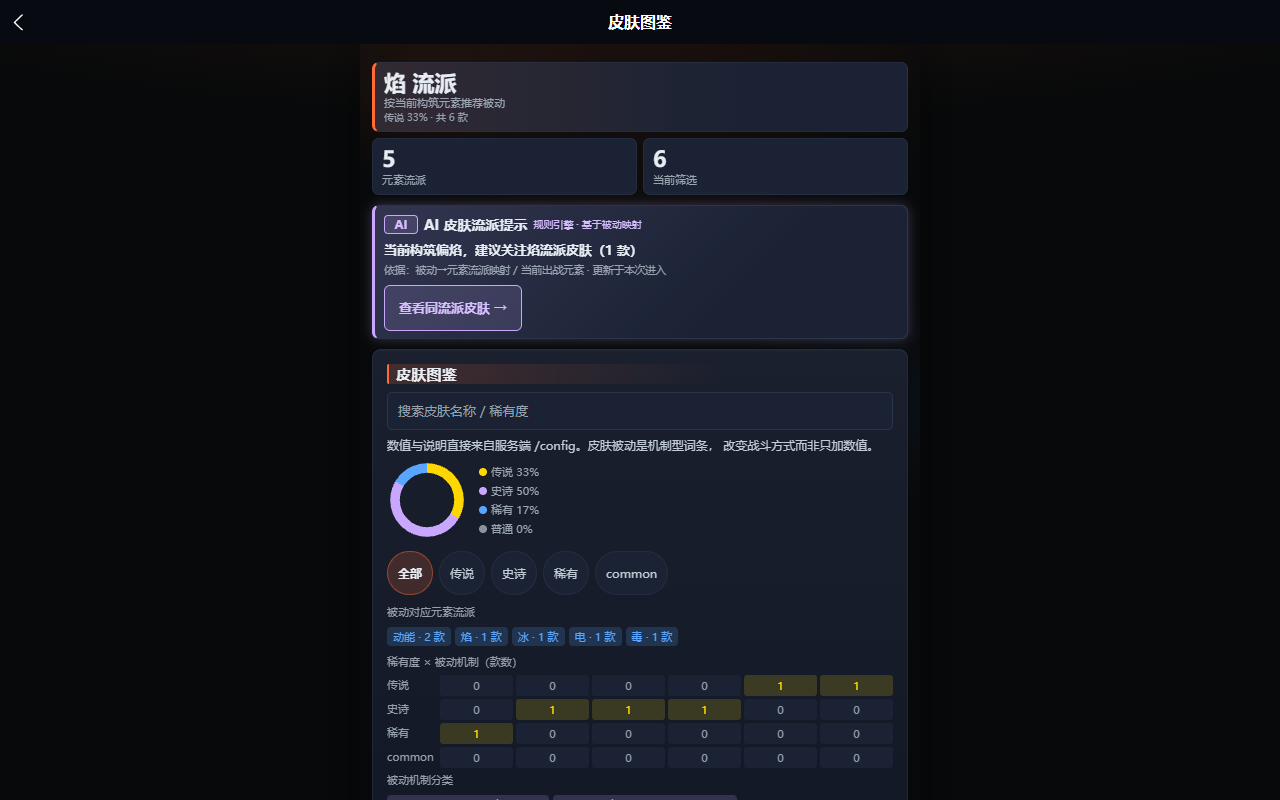 皮肤图鉴
焰 流派
按当前构筑元素推荐被动
传说 33% · 共 6 款
5
元素流派
6
当前筛选
AI AI 皮肤流派提示 规则引擎 · 基于被动映射
当前构筑偏焰，建议关注焰流派皮肤（1 款）
依据：被动→元素流派映射 / 当前出战元素 · 更新于本次进入
查看同流派皮肤 →
皮肤图鉴
搜索皮肤名称 / 稀有度
数值与说明直接来自服务端 /config。皮肤被动是机制型词条， 改变战斗方式而非只加数值。
传说 33%
史诗 50%
稀有 17%
普通 0%
全部 传说 史诗 稀有 common
被动对应元素流派
动能 · 2 款 焰 · 1 款 冰 · 1 款 电 · 1 款 毒 · 1 款
稀有度 × 被动机制（款数）
传说 0 0 0 0 1 1
史诗 0 1 1 1 0 0
稀有 1 0 0 0 0 0
common 0 0 0 0 0 0
被动机制分类